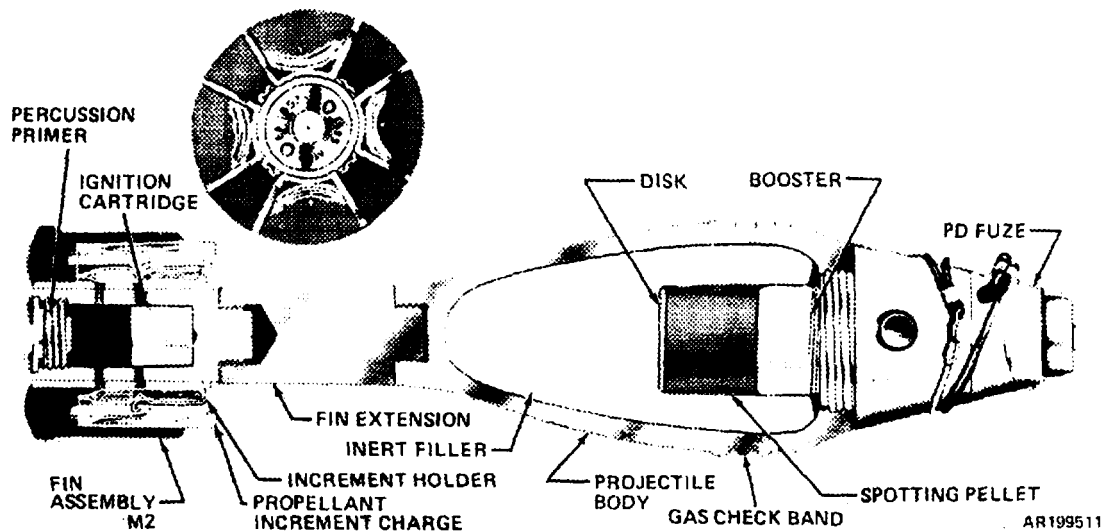 PERCUSSION
PRIMER
IGNITION
CARTRIDGE
DISK
BOOSTER
PD FUZE
FIN EXTENSION
INERT FILLER
INCREMENT HOLDER
FIN
ASSEMBLY
M2
PROPELLANT
INCREMENT CHARGE
PROJECTILE
BODY
GAS CHECK BAND
SPOTTING PELLET
AR199511